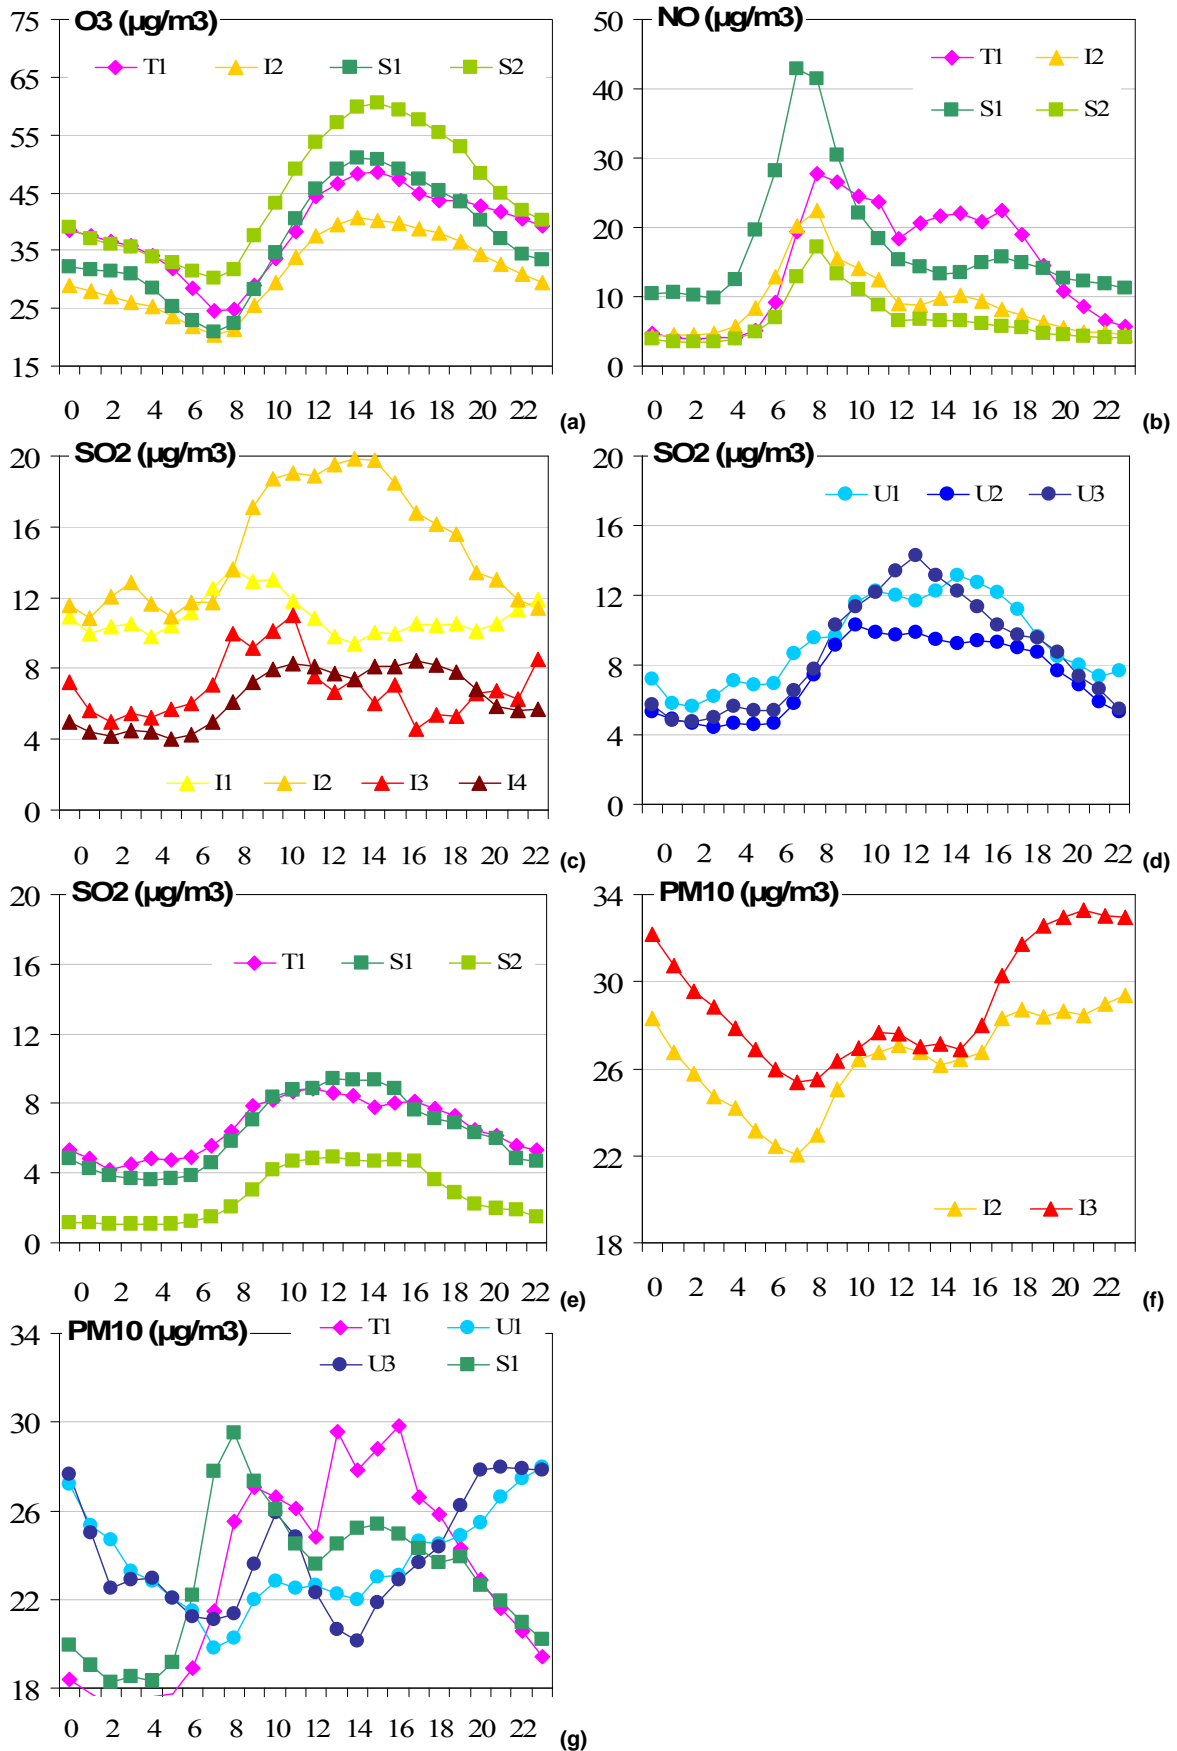 O3 (µg/m3)
T1 I2 S1 S2
75
65
55
45
35
25
15
0 2 4 6 8 10 12 14 16 18 20 22
(a)
NO (µg/m3)
T1 I2
S1 S2
50
40
30
20
10
0
0 2 4 6 8 10 12 14 16 18 20 22
(b)
SO2 (µg/m3)
20
16
12
8
4
0
I1 I2 I3 I4
0 2 4 6 8 10 12 14 16 18 20 22
(c)
SO2 (µg/m3)
U1 U2 U3
20
16
12
8
4
0
0 2 4 6 8 10 12 14 16 18 20 22
(d)
SO2 (µg/m3)
T1 S1 S2
20
16
12
8
4
0
0 2 4 6 8 10 12 14 16 18 20 22
(e)
PM10 (µg/m3)
34
30
26
22
18
I2 I3
0 2 4 6 8 10 12 14 16 18 20 22
(f)
PM10 (µg/m3)
T1 U1
U3 S1
34
30
26
22
18
0 2 4 6 8 10 12 14 16 18 20 22
(g)